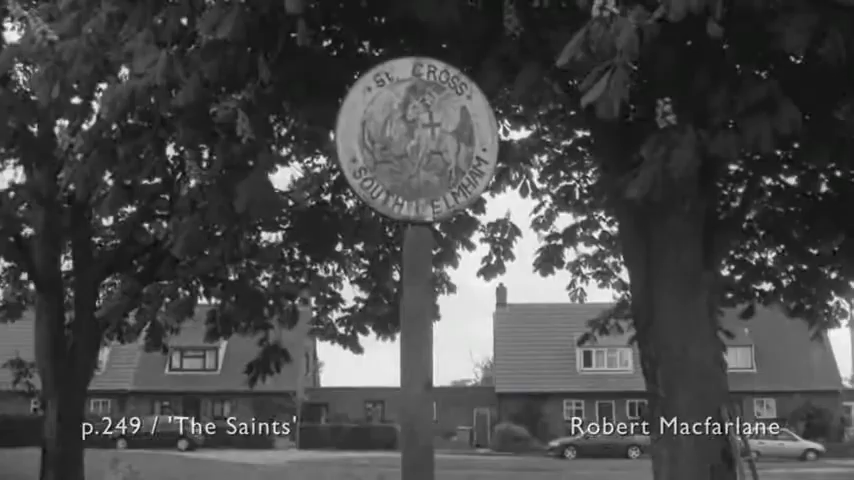 St. CROSS
SOUTH ELMHAM
p.249 / 'The Saints'
Robert Macfarlane